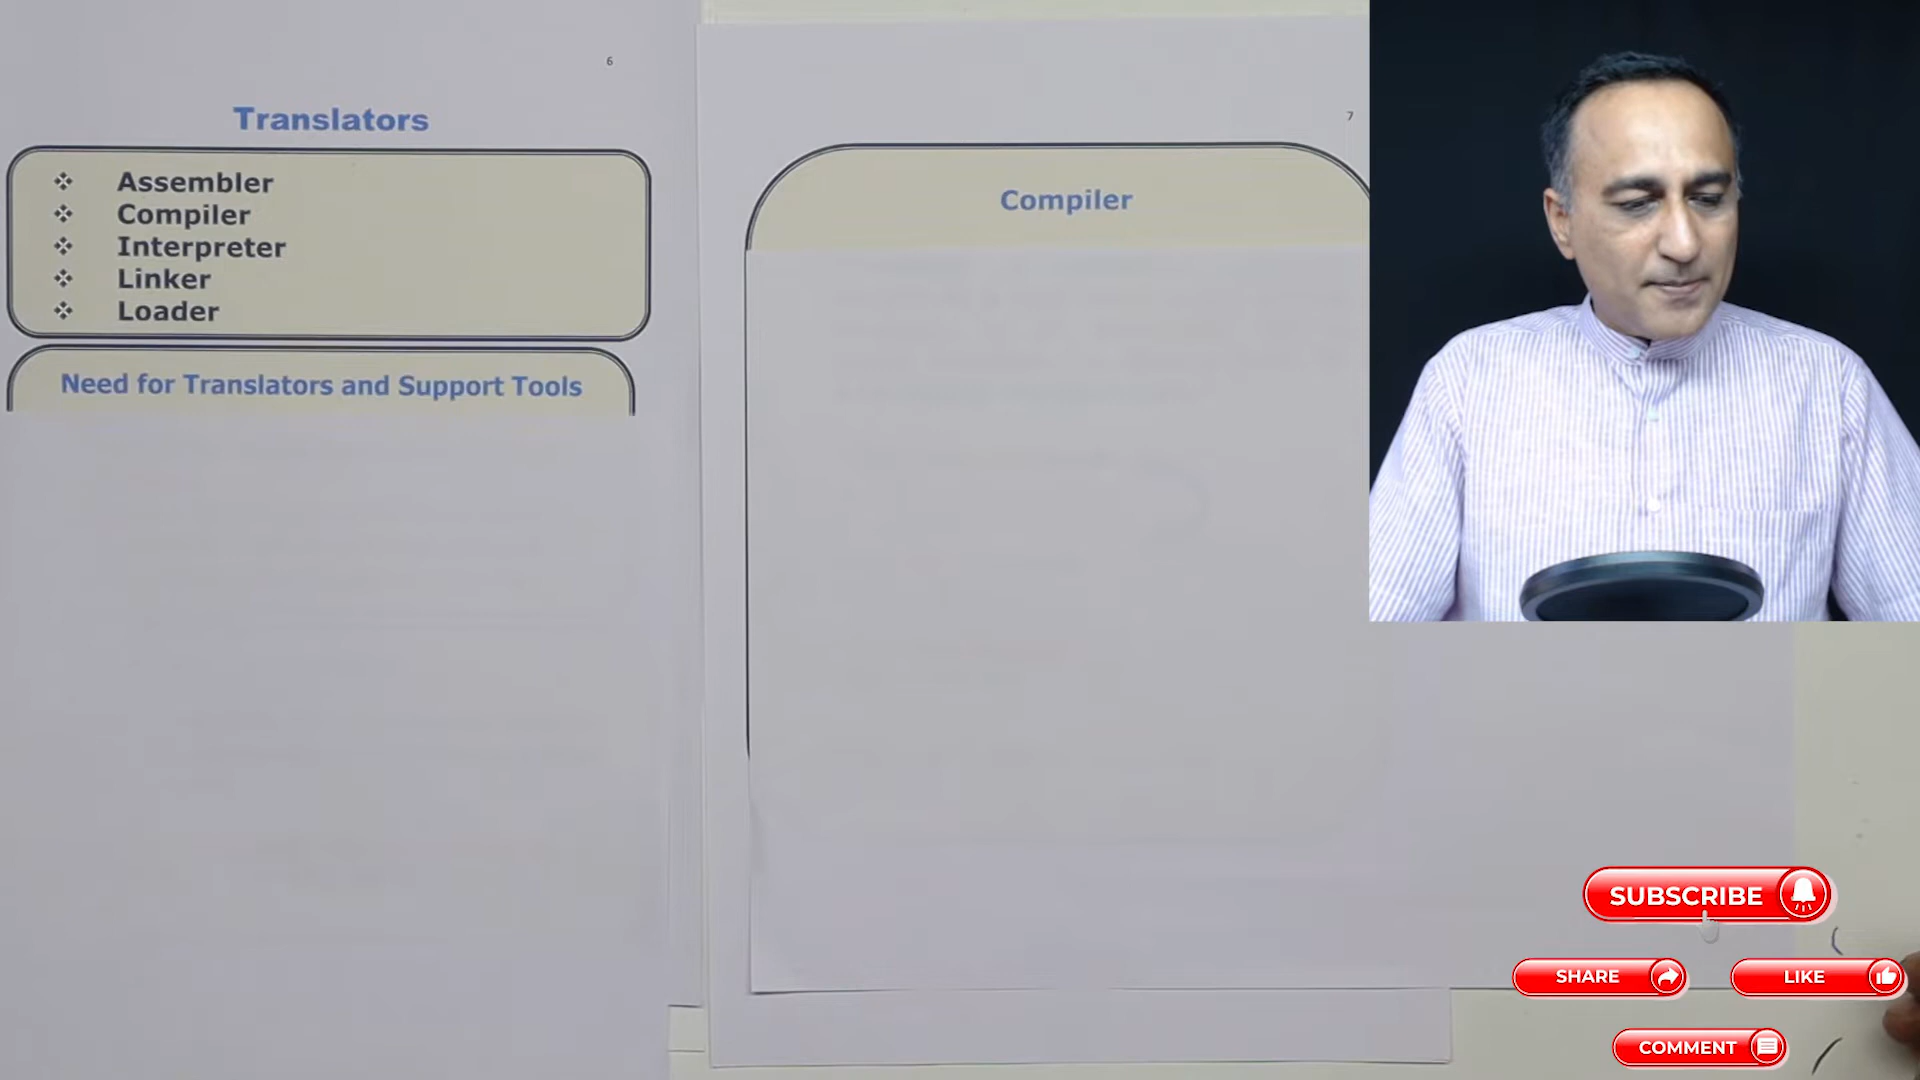 6
Translators
Assembler
Compiler
Interpreter
Linker
Loader
Need for Translators and Support Tools
7
Compiler
SUBSCRIBE
SHARE
LIKE
COMMENT